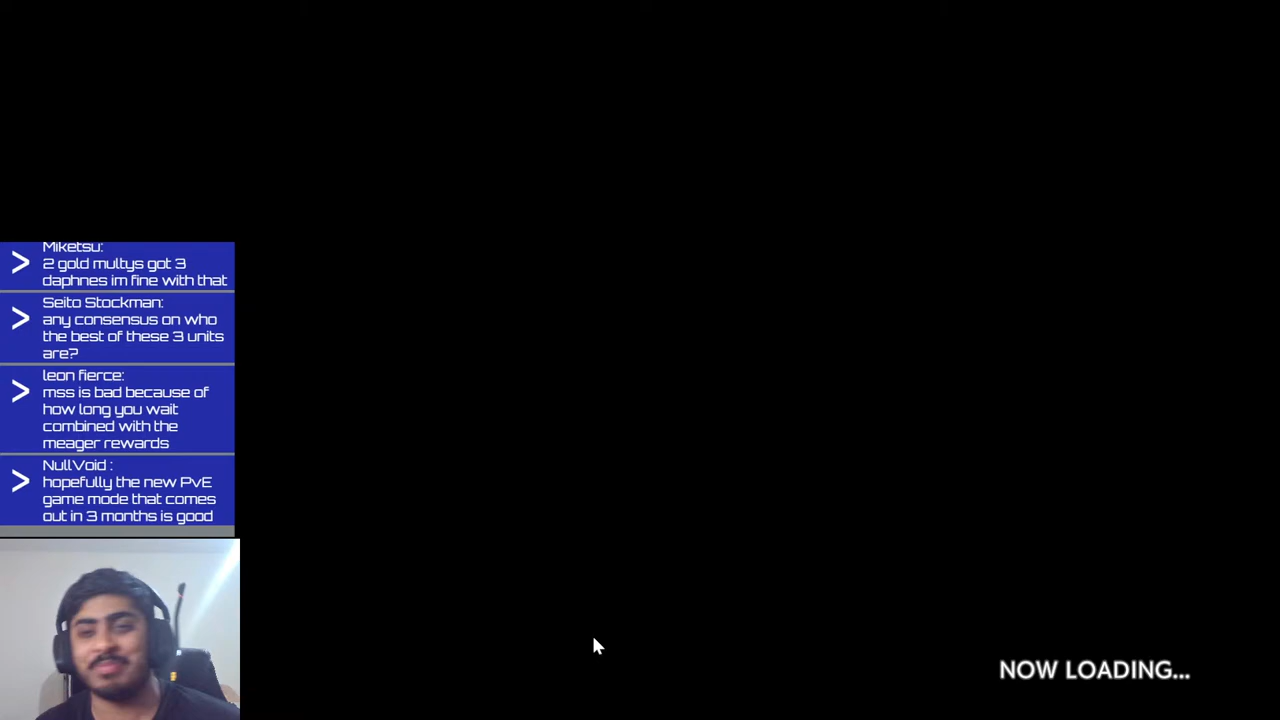 Miketsu:
> 2 gold multys got 3
daphnes im fine with that
Seito Stockman:
> any consensus on who
the best of these 3 units
are?
leon fierce:
> mss is bad because of
how long you wait
combined with the
meager rewards
NullVoid :
> hopefully the new PvE
game mode that comes
out in 3 months is good
NOW LOADING...